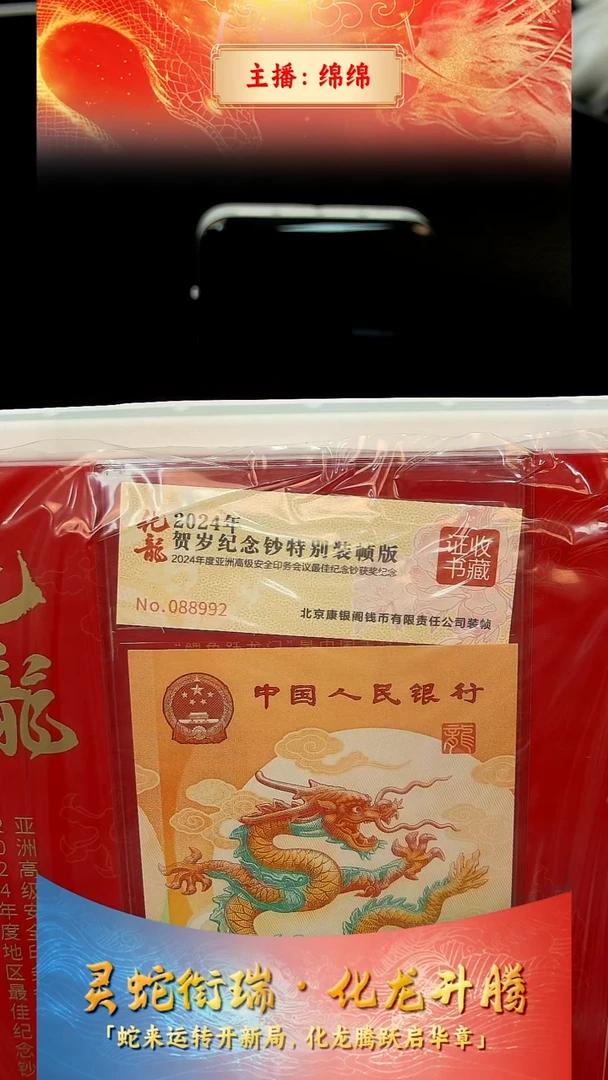 主播：绵绵
化龍
2024年
贺岁纪念钞特别装帧版
2024年度亚洲高级安全印务会议最佳纪念钞获奖纪念
收藏证书
No.088992
北京康银阁钱币有限责任公司装帧
中国人民银行
龍
龍
亚洲高级安全印
2024年度地区最佳纪念钞
灵蛇衔瑞·化龙升腾
「蛇来运转开新局，化龙腾跃启华章」